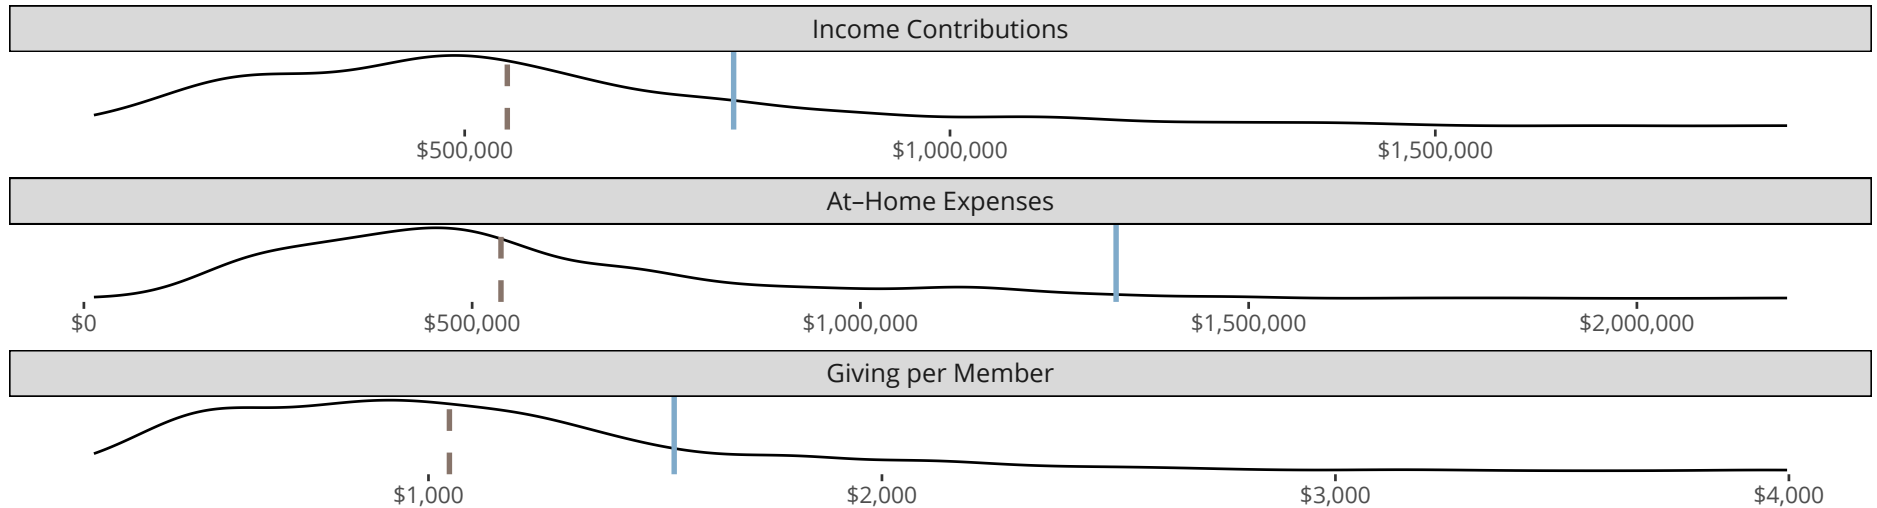 Income Contributions
$500,000 $1,000,000 $1,500,000
At–Home Expenses
$0 $500,000 $1,000,000 $1,500,000 $2,000,000
Giving per Member
$1,000 $2,000 $3,000 $4,000